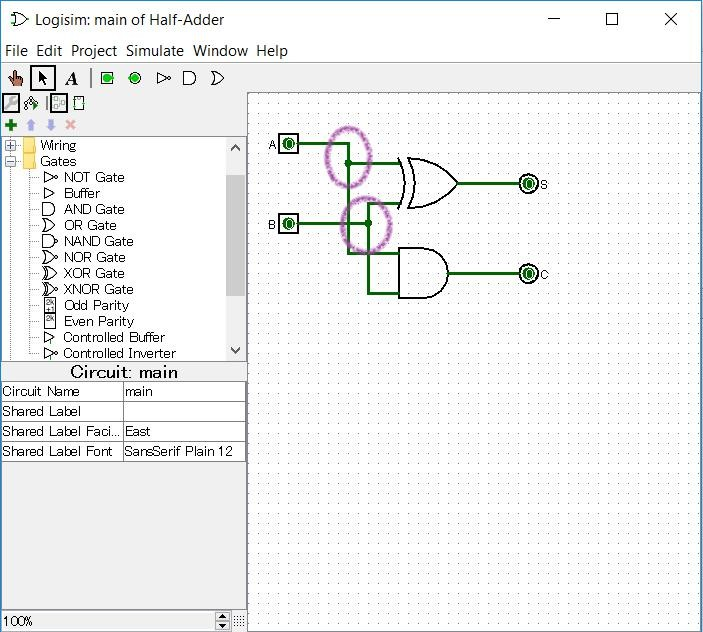 Logisim: main of Half-Adder
File Edit Project Simulate Window Help
A
Wiring
Gates
NOT Gate
Buffer
AND Gate
OR Gate
NAND Gate
NOR Gate
XOR Gate
XNOR Gate
Odd Parity
Even Parity
Controlled Buffer
Controlled Inverter
Circuit: main
Circuit Name main
Shared Label
Shared Label Faci... East
Shared Label Font SansSerif Plain 12
100%
A
S
B
C